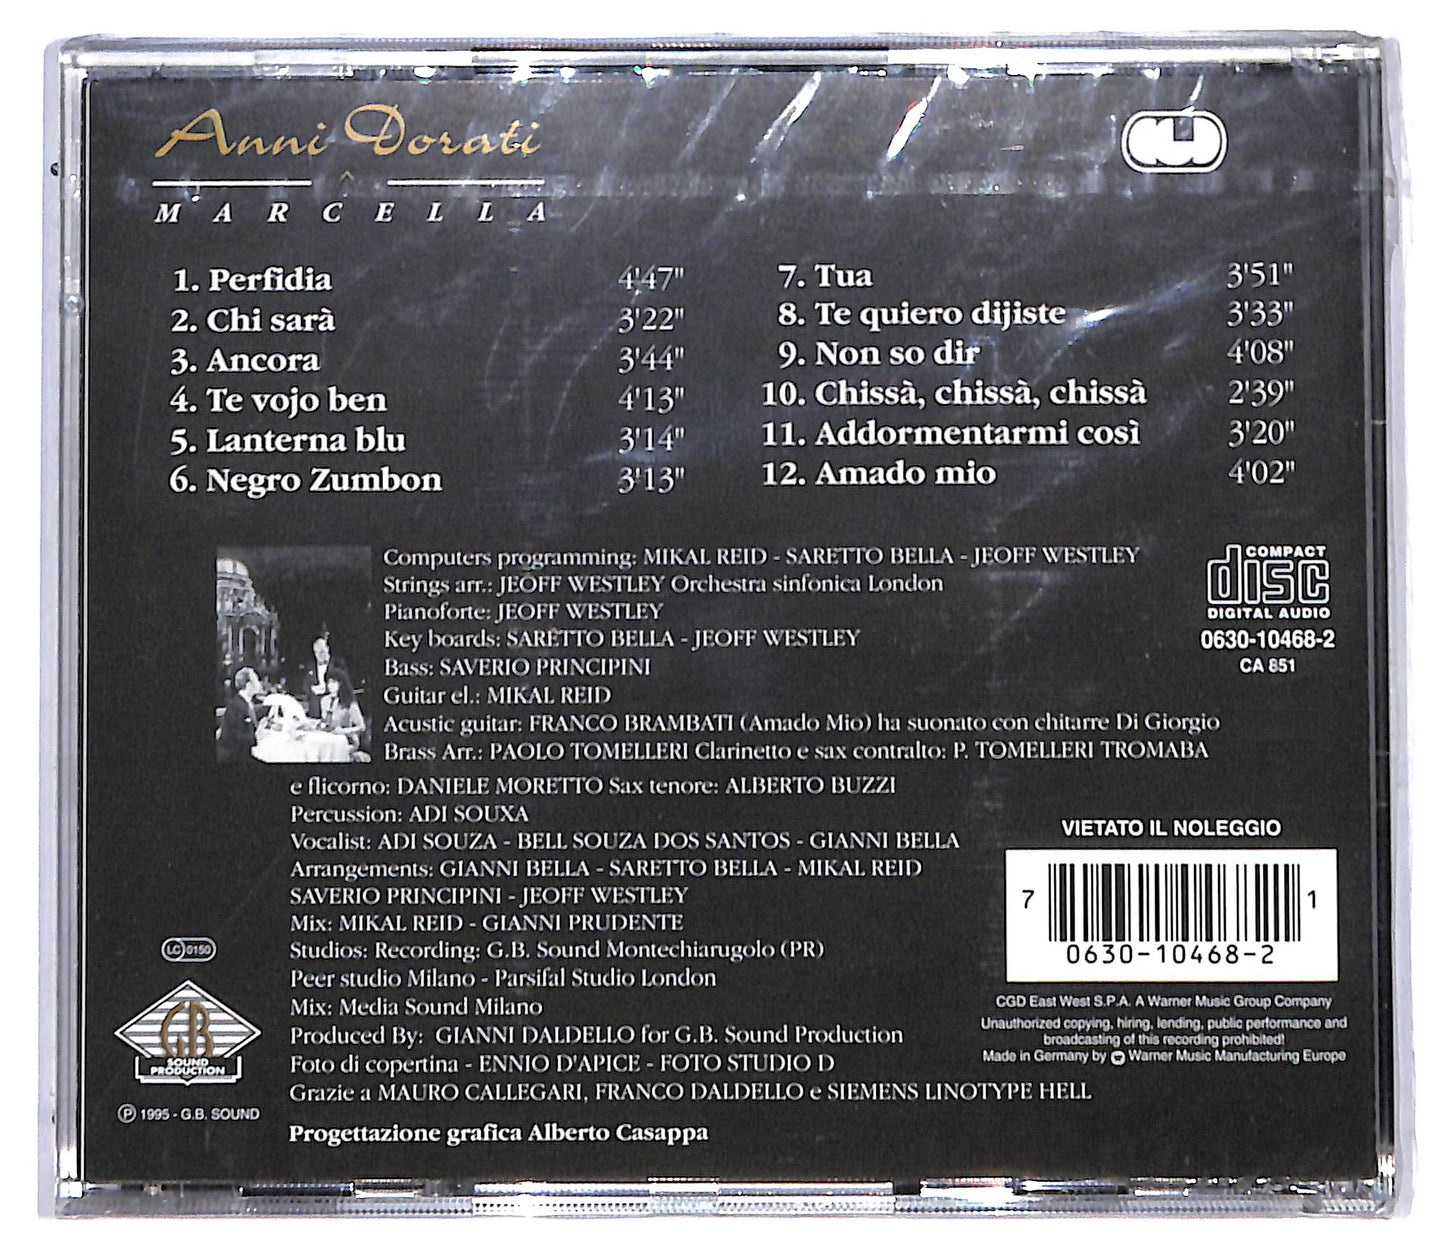 Anni Dorati
MARCELLA
CGD
1. Perfidia 4'47"
2. Chi sarà 3'22"
3. Ancora 3'44"
4. Te vojo ben 4'13"
5. Lanterna blu 3'14"
6. Negro Zumbon 3'13"
7. Tua 3'51"
8. Te quiero dijiste 3'33"
9. Non so dir 4'08"
10. Chissà, chissà, chissà 2'39"
11. Addormentarmi così 3'20"
12. Amado mio 4'02"
Computers programming: MIKAL REID - SARETTO BELLA - JEOFF WESTLEY
Strings arr.: JEOFF WESTLEY Orchestra sinfonica London
Pianoforte: JEOFF WESTLEY
Key boards: SARETTO BELLA - JEOFF WESTLEY
Bass: SAVERIO PRINCIPINI
Guitar el.: MIKAL REID
Acustic guitar: FRANCO BRAMBATI (Amado Mio) ha suonato con chitarre Di Giorgio
Brass Arr.: PAOLO TOMELLERI Clarinetto e sax contralto: P. TOMELLERI TROMABA
e flicorno: DANIELE MORETTO Sax tenore: ALBERTO BUZZI
Percussion: ADI SOUXA
Vocalist: ADI SOUZA - BELL SOUZA DOS SANTOS - GIANNI BELLA
Arrangements: GIANNI BELLA - SARETTO BELLA - MIKAL REID
SAVERIO PRINCIPINI - JEOFF WESTLEY
Mix: MIKAL REID - GIANNI PRUDENTE
Studios: Recording: G.B. Sound Montechiarugolo (PR)
Peer studio Milano - Parsifal Studio London
Mix: Media Sound Milano
Produced By: GIANNI DALDELLO for G.B. Sound Production
Foto di copertina - ENNIO D'APICE - FOTO STUDIO D
Grazie a MAURO CALLEGARI, FRANCO DALDELLO e SIEMENS LINOTYPE HELL
Progettazione grafica Alberto Casappa
COMPACT
disc
DIGITAL AUDIO
0630-10468-2
CA 851
VIETATO IL NOLEGGIO
7 0630-10468-2 1
CGD East West S.P.A. A Warner Music Group Company
Unauthorized copying, hiring, lending, public performance and
broadcasting of this recording prohibited!
Made in Germany by Warner Music Manufacturing Europe
LC 0150
GB
SOUND
PRODUCTION
℗ 1995 - G.B. SOUND